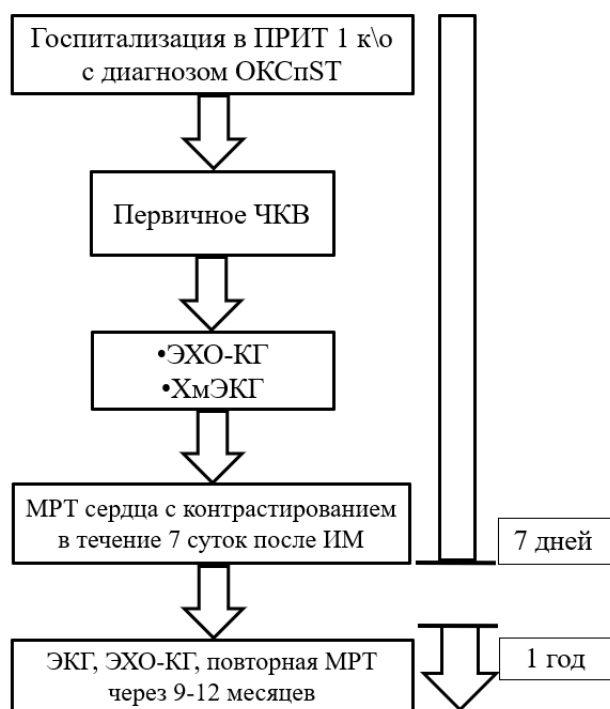 Госпитализация в ПРИТ 1 к\о
с диагнозом ОКСпST
Первичное ЧКВ
•ЭХО-КГ
•ХмЭКГ
МРТ сердца с контрастированием
в течение 7 суток после ИМ
7 дней
ЭКГ, ЭХО-КГ, повторная МРТ
через 9-12 месяцев
1 год